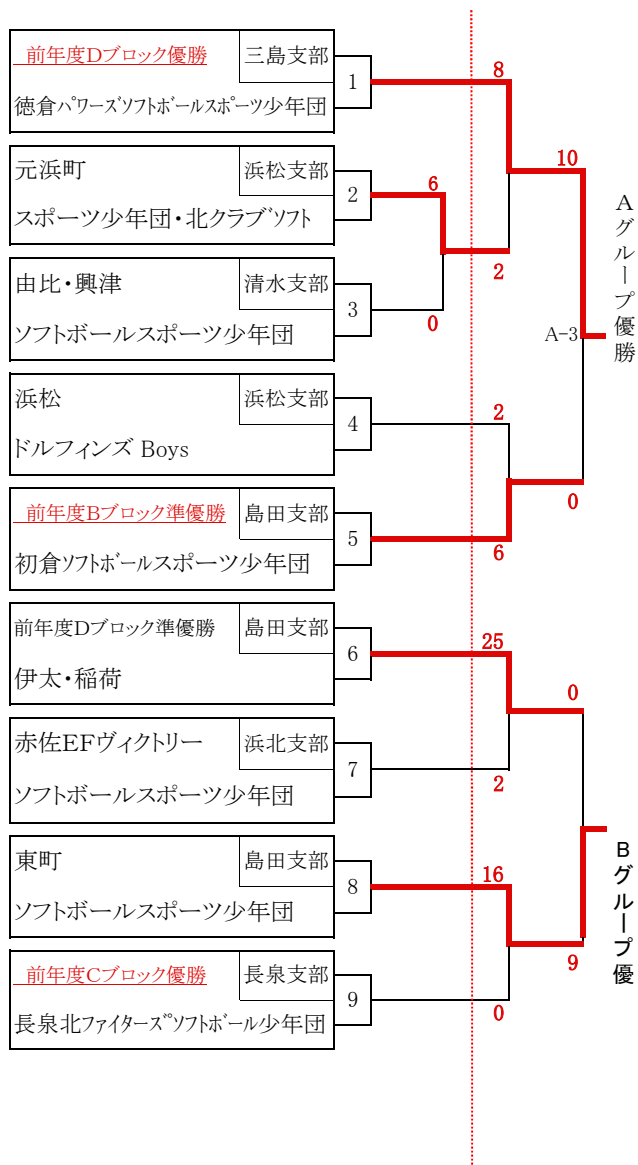 前年度Dブロック優勝
三島支部
1
徳倉パワーズソフトボールスポーツ少年団
元浜町
浜松支部
2
スポーツ少年団・北クラブソフト
由比・興津
清水支部
3
ソフトボールスポーツ少年団
浜松
浜松支部
4
ドルフィンズ Boys
前年度Bブロック準優勝
島田支部
5
初倉ソフトボールスポーツ少年団
前年度Dブロック準優勝
島田支部
6
伊太・稲荷
赤佐EFヴィクトリー
浜北支部
7
ソフトボールスポーツ少年団
東町
島田支部
8
ソフトボールスポーツ少年団
前年度Cブロック優勝
長泉支部
9
長泉北ファイターズソフトボール少年団
8
10
6
2
0
A-3
2
0
6
25
0
2
16
9
0
Aグループ優勝
Bグループ優